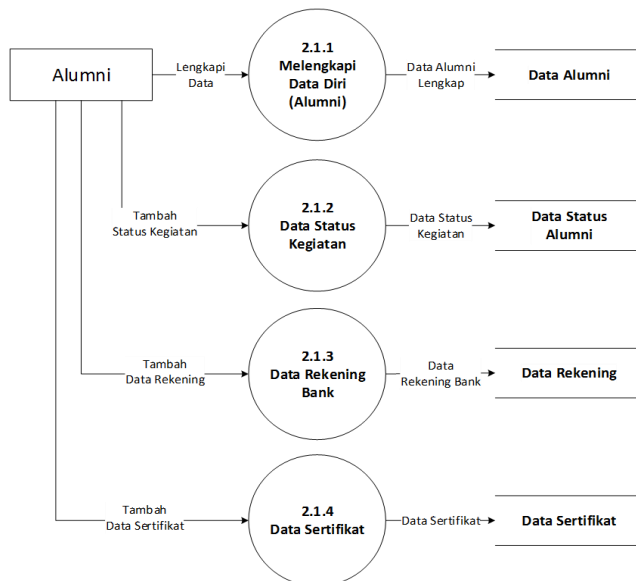 Alumni
Lengkapi
Data
2.1.1
Melengkapi
Data Diri
(Alumni)
Data Alumni
Lengkap
Data Alumni
Tambah
Status Kegiatan
2.1.2
Data Status
Kegiatan
Data Status
Kegiatan
Data Status
Alumni
Tambah
Data Rekening
2.1.3
Data Rekening
Bank
Data
Rekening Bank
Data Rekening
Tambah
Data Sertifikat
2.1.4
Data Sertifikat
Data Sertifikat
Data Sertifikat